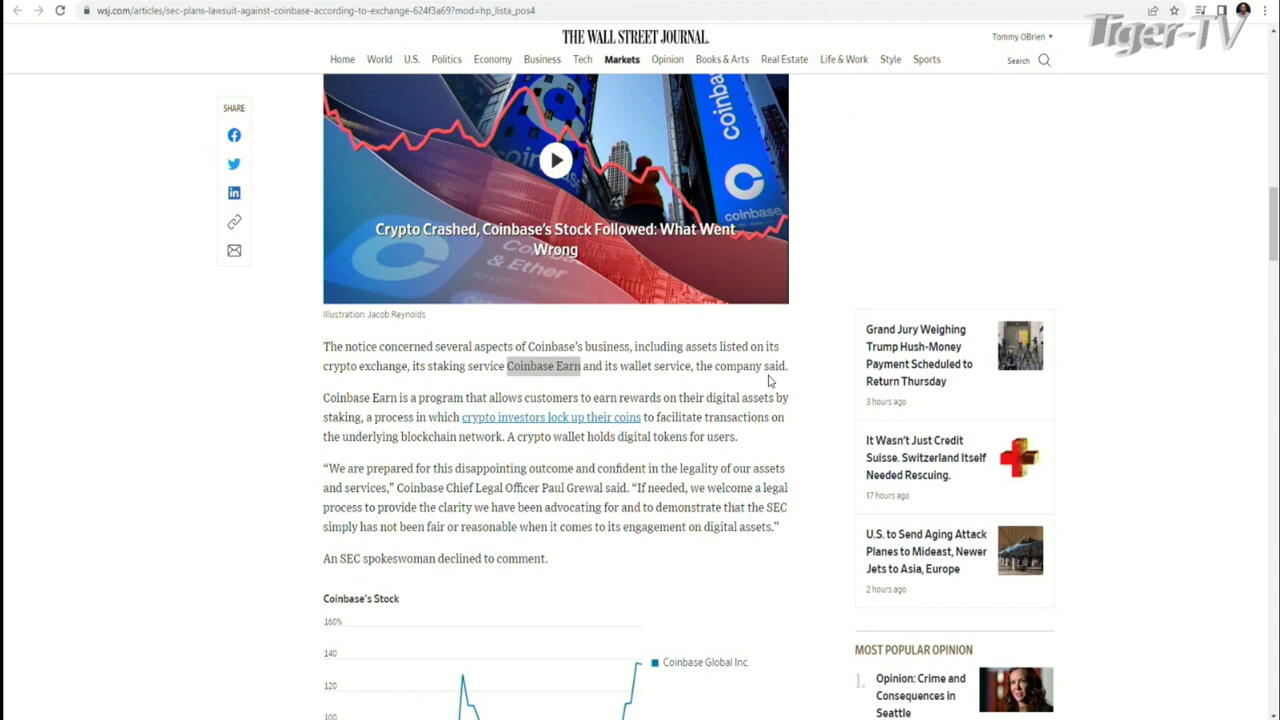 wsj.com/articles/sec-plans-lawsuit-against-coinbase-according-to-exchange-624f3a69?mod=hp_lista_pos4
Tiger-TV
THE WALL STREET JOURNAL.
Tommy OBrien
Home World U.S. Politics Economy Business Tech Markets Opinion Books & Arts Real Estate Life & Work Style Sports
Search
SHARE
coinbase
coinbase
Crypto Crashed, Coinbase's Stock Followed: What Went
Wrong
& Ether
Illustration: Jacob Reynolds
The notice concerned several aspects of Coinbase's business, including assets listed on its
crypto exchange, its staking service Coinbase Earn and its wallet service, the company said.
Coinbase Earn is a program that allows customers to earn rewards on their digital assets by
staking, a process in which crypto investors lock up their coins to facilitate transactions on
the underlying blockchain network. A crypto wallet holds digital tokens for users.
“We are prepared for this disappointing outcome and confident in the legality of our assets
and services,” Coinbase Chief Legal Officer Paul Grewal said. “If needed, we welcome a legal
process to provide the clarity we have been advocating for and to demonstrate that the SEC
simply has not been fair or reasonable when it comes to its engagement on digital assets.”
An SEC spokeswoman declined to comment.
Coinbase's Stock
160%
140
120
100
Coinbase Global Inc.
Grand Jury Weighing
Trump Hush-Money
Payment Scheduled to
Return Thursday
3 hours ago
It Wasn't Just Credit
Suisse. Switzerland Itself
Needed Rescuing.
17 hours ago
U.S. to Send Aging Attack
Planes to Mideast, Newer
Jets to Asia, Europe
2 hours ago
MOST POPULAR OPINION
1. Opinion: Crime and
Consequences in
Seattle